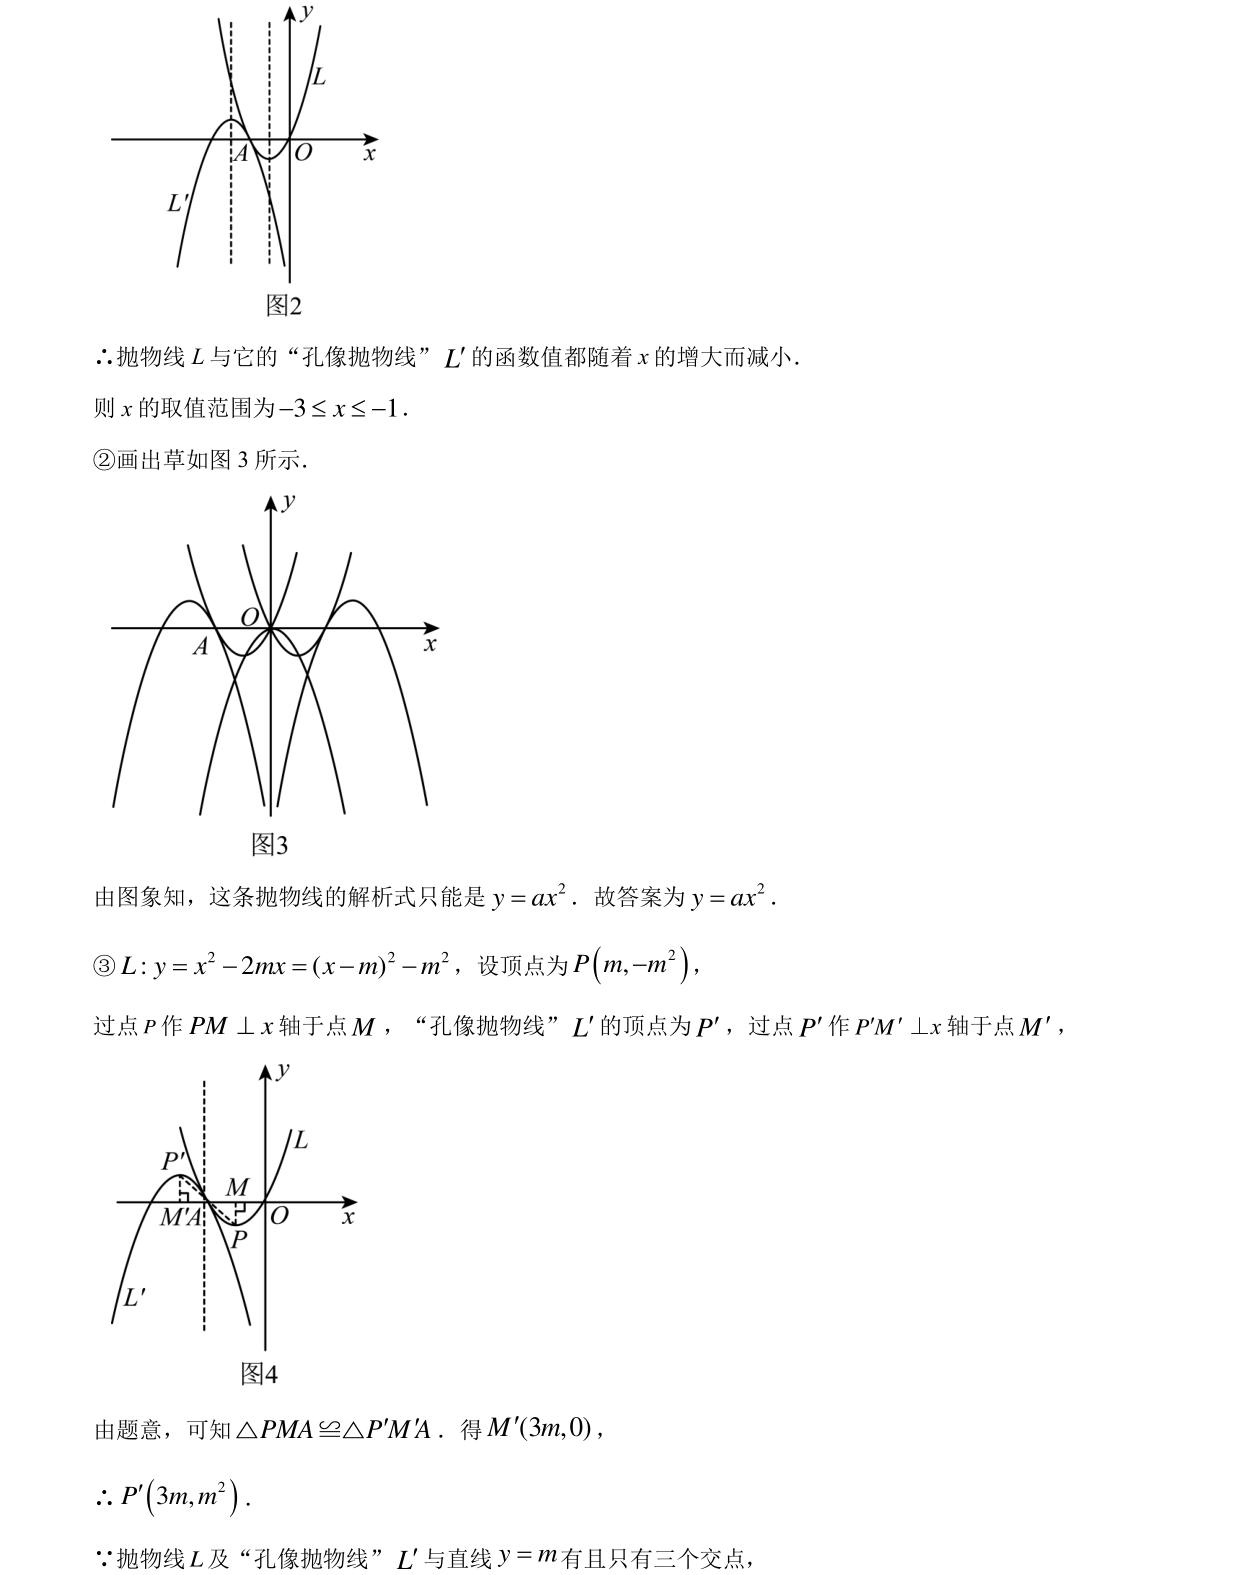 y
L
A O x
L′
图2
∴抛物线 L 与它的“孔像抛物线” L′ 的函数值都随着 x 的增大而减小.
则 x 的取值范围为 −3 ≤ x ≤ −1.
②画出草如图 3 所示.
y
O
A x
图3
由图象知，这条抛物线的解析式只能是 y = ax². 故答案为 y = ax².
③ L : y = x² − 2mx = (x − m)² − m²，设顶点为 P(m, −m²)，
过点 P 作 PM ⊥ x 轴于点 M ，“孔像抛物线” L′ 的顶点为 P′，过点 P′ 作 P′M′ ⊥x 轴于点 M′，
y
L
P′
M
M′A O x
P
L′
图4
由题意，可知 △PMA ≌ △P′M′A. 得 M′(3m, 0)，
∴ P′(3m, m²).
∵抛物线 L 及“孔像抛物线” L′ 与直线 y = m 有且只有三个交点，